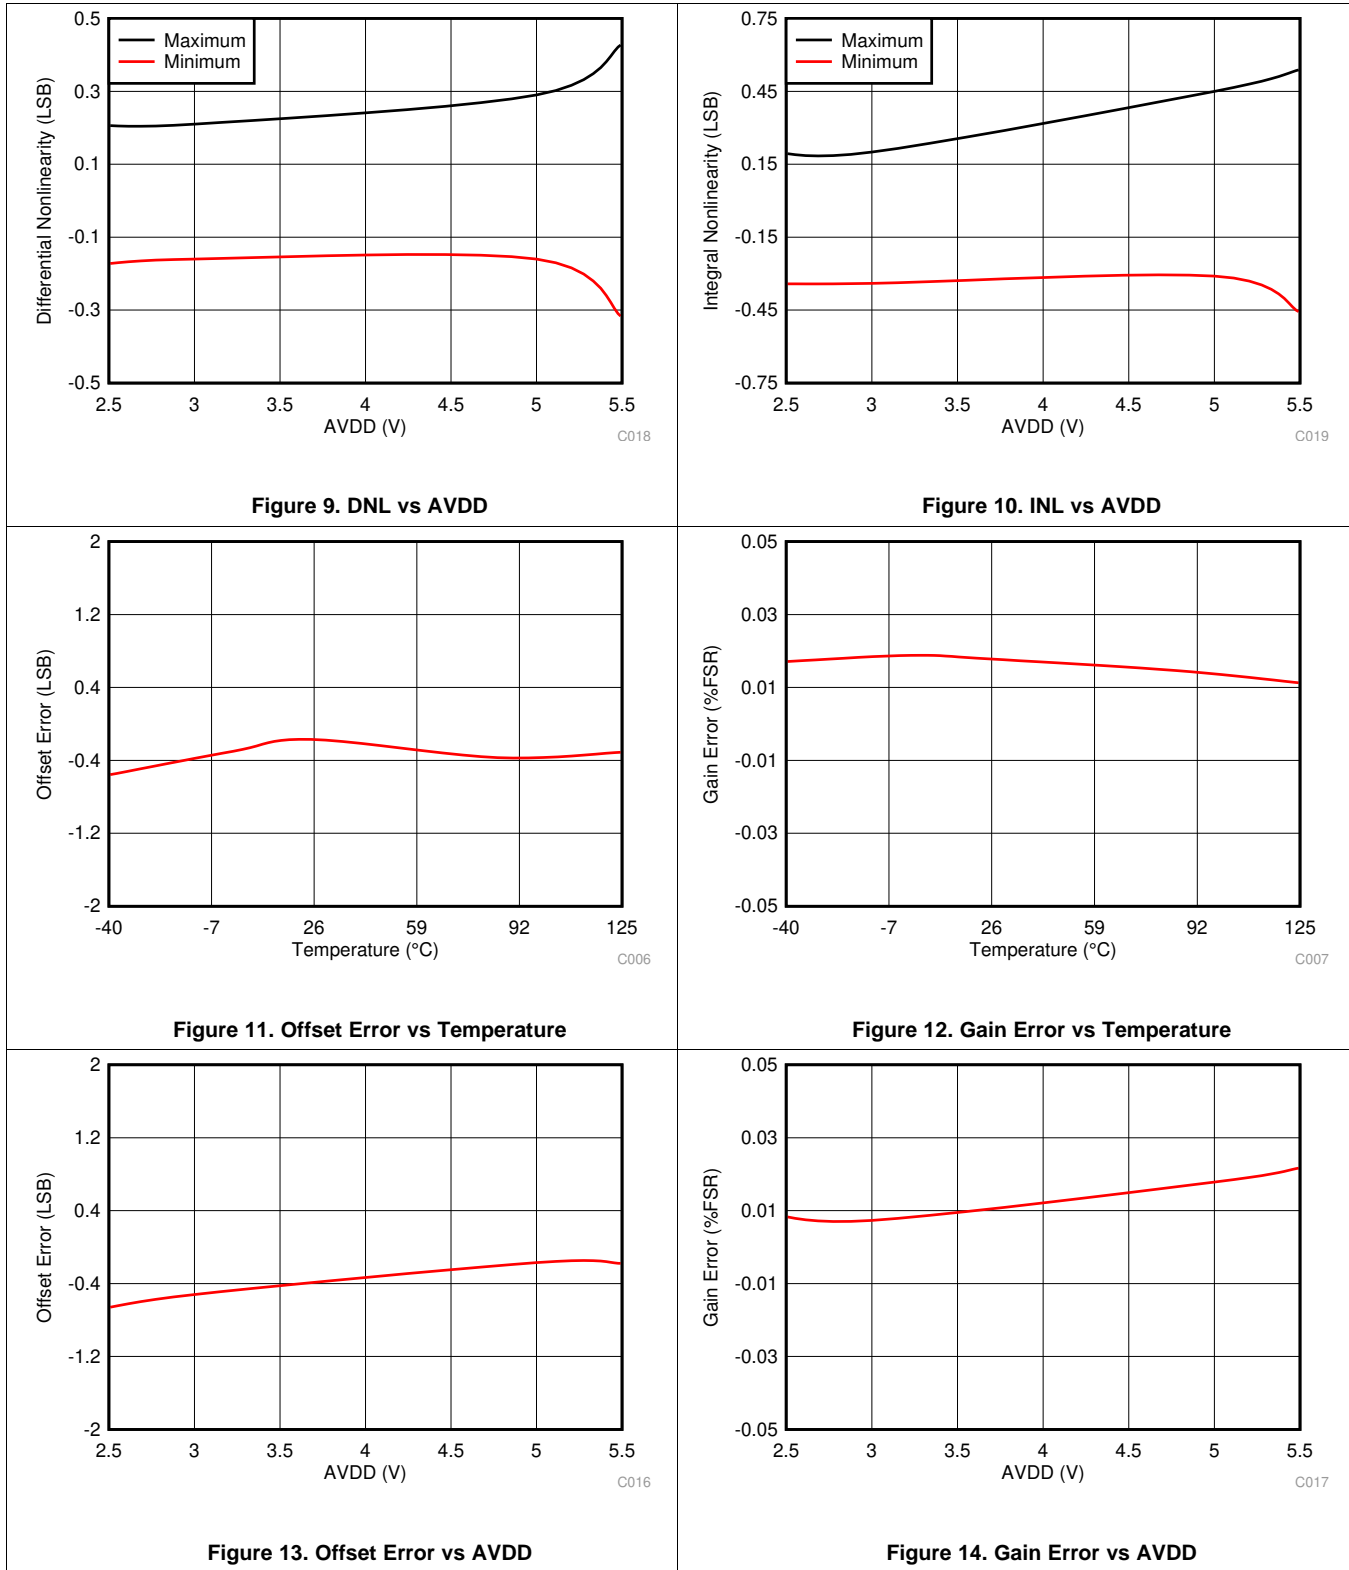 0.5
0.3
0.1
-0.1
-0.3
-0.5
Differential Nonlinearity (LSB)
Maximum
Minimum
2.5 3 3.5 4 4.5 5 5.5
AVDD (V)
C018
Figure 9. DNL vs AVDD
0.75
0.45
0.15
-0.15
-0.45
-0.75
Integral Nonlinearity (LSB)
Maximum
Minimum
2.5 3 3.5 4 4.5 5 5.5
AVDD (V)
C019
Figure 10. INL vs AVDD
2
1.2
0.4
-0.4
-1.2
-2
Offset Error (LSB)
-40 -7 26 59 92 125
Temperature (°C)
C006
Figure 11. Offset Error vs Temperature
0.05
0.03
0.01
-0.01
-0.03
-0.05
Gain Error (%FSR)
-40 -7 26 59 92 125
Temperature (°C)
C007
Figure 12. Gain Error vs Temperature
2
1.2
0.4
-0.4
-1.2
-2
Offset Error (LSB)
2.5 3 3.5 4 4.5 5 5.5
AVDD (V)
C016
Figure 13. Offset Error vs AVDD
0.05
0.03
0.01
-0.01
-0.03
-0.05
Gain Error (%FSR)
2.5 3 3.5 4 4.5 5 5.5
AVDD (V)
C017
Figure 14. Gain Error vs AVDD